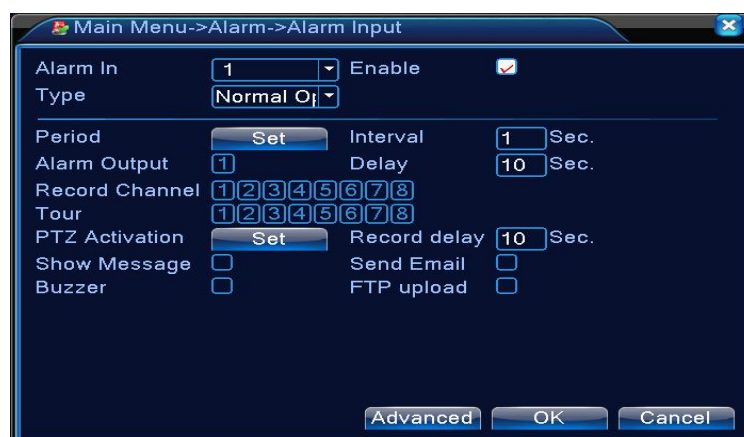 Main Menu->Alarm->Alarm Input
Alarm In 1 Enable
Type Normal Op
Period Set Interval 1 Sec.
Alarm Output 1 Delay 10 Sec.
Record Channel 1 2 3 4 5 6 7 8
Tour 1 2 3 4 5 6 7 8
PTZ Activation Set Record delay 10 Sec.
Show Message Send Email
Buzzer FTP upload
Advanced OK Cancel